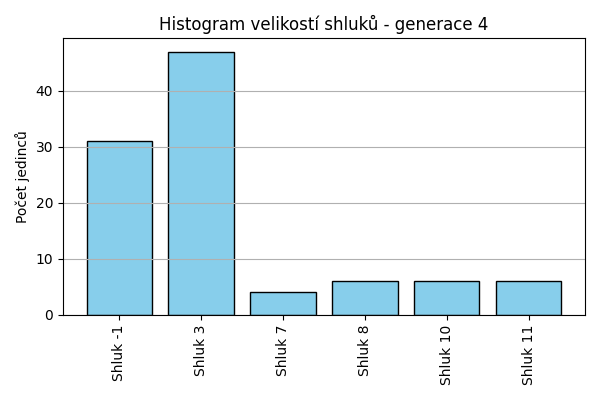 Histogram velikostí shluků - generace 4
Počet jedinců
40
30
20
10
0
Shluk -1
Shluk 3
Shluk 7
Shluk 8
Shluk 10
Shluk 11